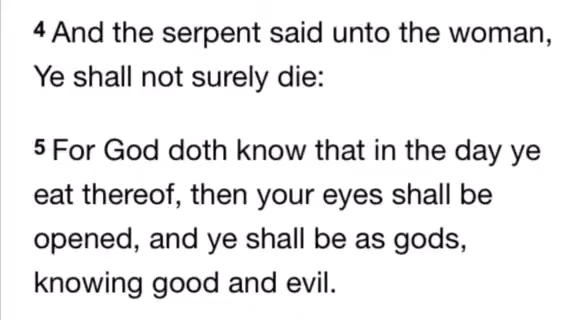 4 And the serpent said unto the woman,
Ye shall not surely die:
5 For God doth know that in the day ye
eat thereof, then your eyes shall be
opened, and ye shall be as gods,
knowing good and evil.